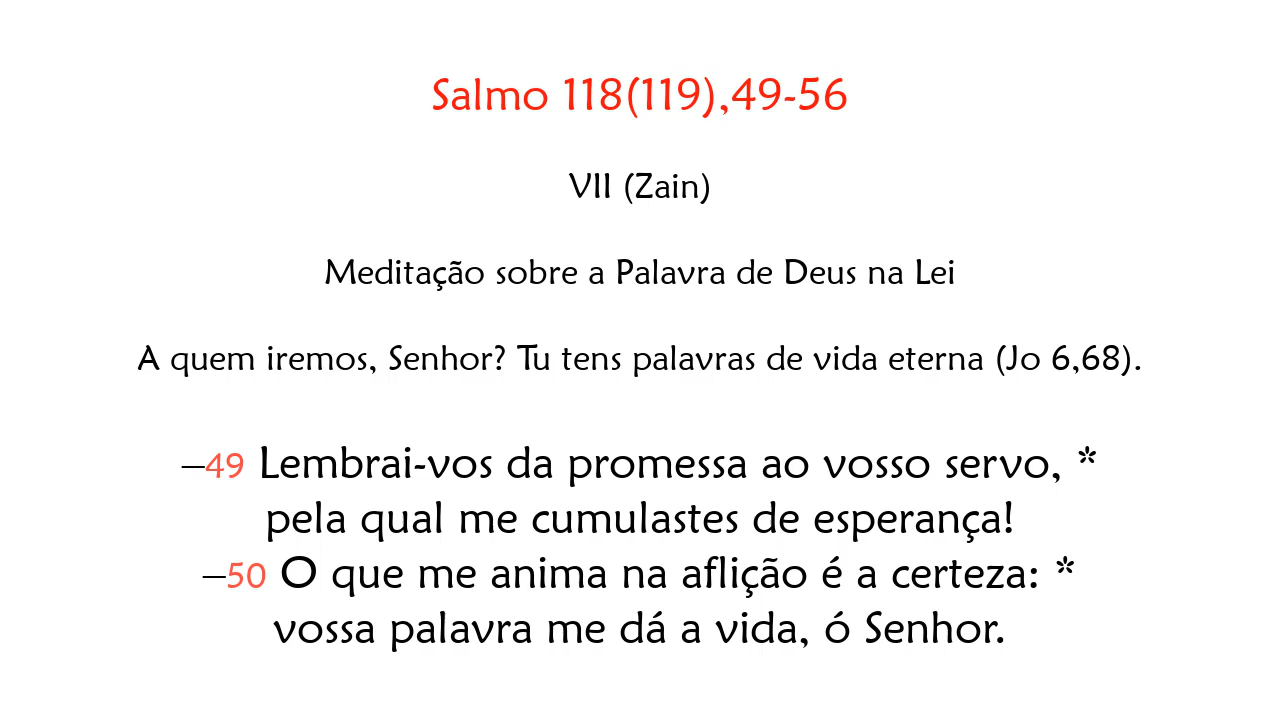 Salmo 118(119),49-56
VII (Zain)
Meditação sobre a Palavra de Deus na Lei
A quem iremos, Senhor? Tu tens palavras de vida eterna (Jo 6,68).
–49 Lembrai-vos da promessa ao vosso servo, *
pela qual me cumulastes de esperança!
–50 O que me anima na aflição é a certeza: *
vossa palavra me dá a vida, ó Senhor.